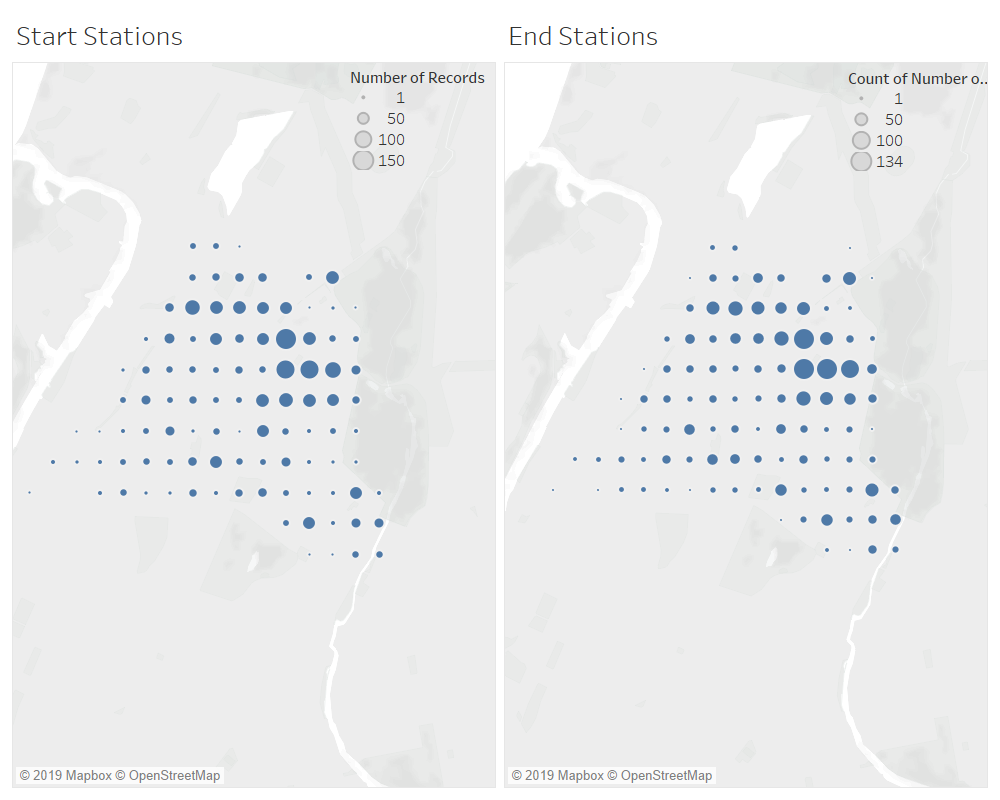 Start Stations
Number of Records
1
50
100
150
© 2019 Mapbox © OpenStreetMap
End Stations
Count of Number o..
1
50
100
134
© 2019 Mapbox © OpenStreetMap